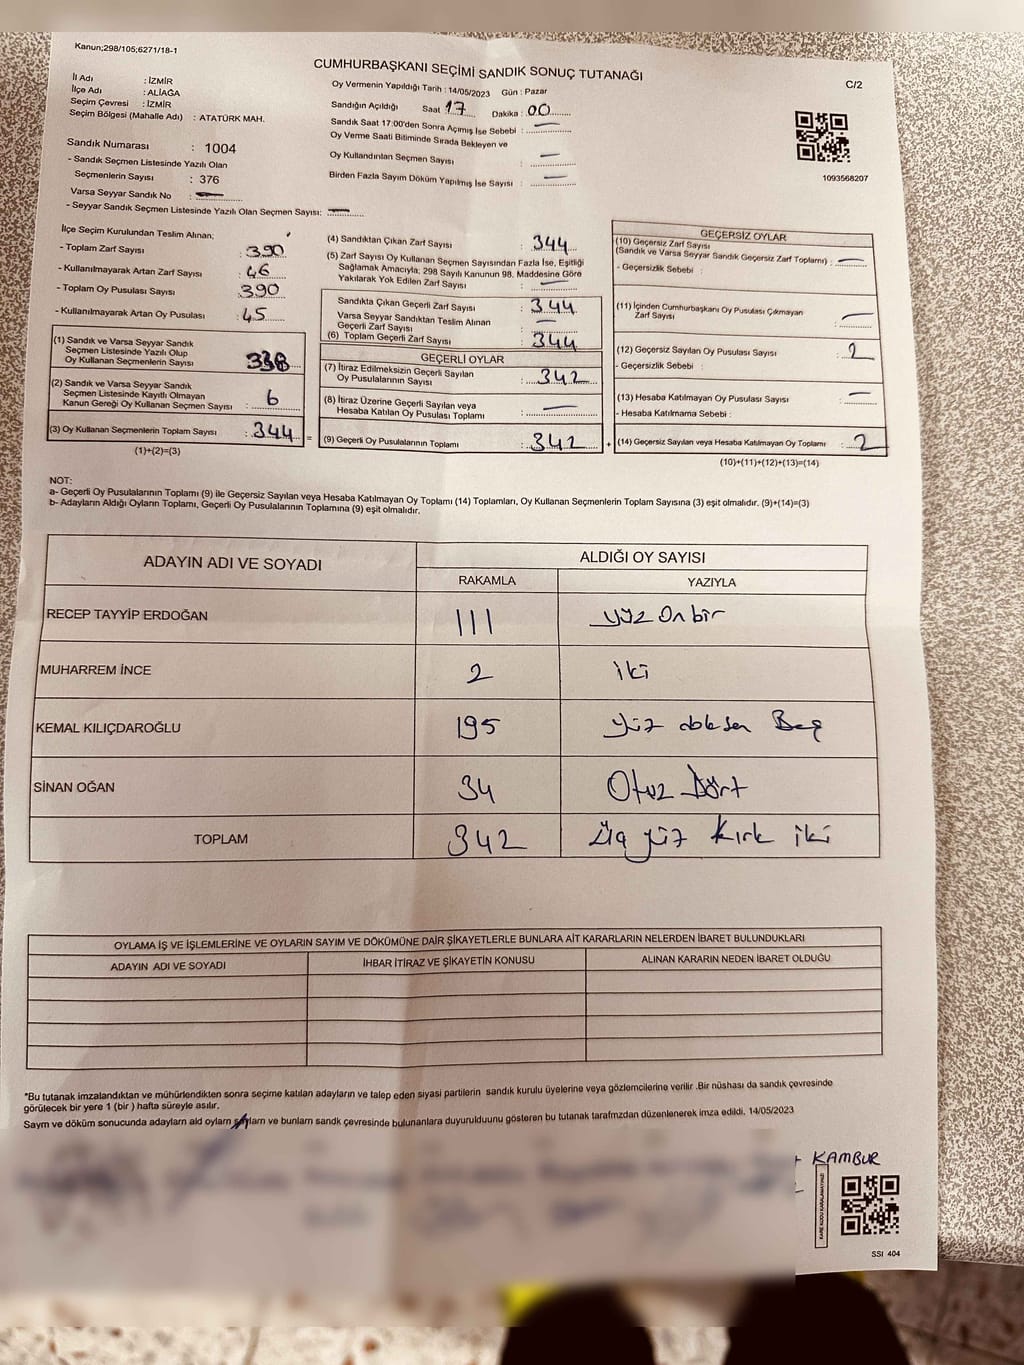 Kanun;298/105;6271/18-1
CUMHURBAŞKANI SEÇİMİ SANDIK SONUÇ TUTANAĞI
C/2
İl Adı : İZMİR
İlçe Adı : ALİAĞA
Seçim Çevresi : İZMİR
Seçim Bölgesi (Mahalle Adı) : ATATÜRK MAH.
Sandık Numarası : 1004
- Sandık Seçmen Listesinde Yazılı Olan
Seçmenlerin Sayısı : 376
Varsa Seyyar Sandık No : —
- Seyyar Sandık Seçmen Listesinde Yazılı Olan Seçmen Sayısı: —
Oy Vermenin Yapıldığı Tarih : 14/05/2023 Gün : Pazar
Sandığın Açıldığı Saat 17 Dakika : 00
Sandık Saat 17:00'den Sonra Açımış İse Sebebi : —
Oy Verme Saati Bitiminde Sırada Bekleyen ve
Oy Kullandırılan Seçmen Sayısı : —
Birden Fazla Sayım Döküm Yapılmış İse Sayısı : —
1093568207
İlçe Seçim Kurulundan Teslim Alınan;
- Toplam Zarf Sayısı : 390
- Kullanılmayarak Artan Zarf Sayısı : 46
- Toplam Oy Pusulası Sayısı : 390
- Kullanılmayarak Artan Oy Pusulası : 45
(1) Sandık ve Varsa Seyyar Sandık
Seçmen Listesinde Yazılı Olup
Oy Kullanan Seçmenlerin Sayısı : 338
(2) Sandık ve Varsa Seyyar Sandık
Seçmen Listesinde Kayıtlı Olmayan
Kanun Gereği Oy Kullanan Seçmen Sayısı : 6
(3) Oy Kullanan Seçmenlerin Toplam Sayısı : 344 =
(1)+(2)=(3)
(4) Sandıktan Çıkan Zarf Sayısı : 344
(5) Zarf Sayısı Oy Kullanan Seçmen Sayısından Fazla İse, Eşitliği
Sağlamak Amacıyla; 298 Sayılı Kanunun 98. Maddesine Göre
Yakılarak Yok Edilen Zarf Sayısı : —
Sandıkta Çıkan Geçerli Zarf Sayısı : 344
Varsa Seyyar Sandıktan Teslim Alınan
Geçerli Zarf Sayısı : —
(6) Toplam Geçerli Zarf Sayısı : 344
GEÇERLİ OYLAR
(7) İtiraz Edilmeksizin Geçerli Sayılan
Oy Pusulalarının Sayısı : 342
(8) İtiraz Üzerine Geçerli Sayılan veya
Hesaba Katılan Oy Pusulası Toplamı : —
(9) Geçerli Oy Pusulalarının Toplamı : 342 +
GEÇERSİZ OYLAR
(10) Geçersiz Zarf Sayısı
(Sandık ve Varsa Seyyar Sandık Geçersiz Zarf Toplamı) : —
- Geçersizlik Sebebi :
(11) İçinden Cumhurbaşkanı Oy Pusulası Çıkmayan
Zarf Sayısı : —
(12) Geçersiz Sayılan Oy Pusulası Sayısı : 2
- Geçersizlik Sebebi :
(13) Hesaba Katılmayan Oy Pusulası Sayısı : —
- Hesaba Katılmama Sebebi :
(14) Geçersiz Sayılan veya Hesaba Katılmayan Oy Toplamı : 2
(10)+(11)+(12)+(13)=(14)
NOT:
a- Geçerli Oy Pusulalarının Toplamı (9) ile Geçersiz Sayılan veya Hesaba Katılmayan Oy Toplamı (14) Toplamları, Oy Kullanan Seçmenlerin Toplam Sayısına (3) eşit olmalıdır. (9)+(14)=(3)
b- Adayların Aldığı Oyların Toplamı, Geçerli Oy Pusulalarının Toplamına (9) eşit olmalıdır.
ADAYIN ADI VE SOYADI ALDIĞI OY SAYISI
RAKAMLA YAZIYLA
RECEP TAYYİP ERDOĞAN 111 yüz on bir
MUHARREM İNCE 2 iki
KEMAL KILIÇDAROĞLU 195 yüz doksan Beş
SİNAN OĞAN 34 Otuz Dört
TOPLAM 342 Üç yüz Kırk iki
OYLAMA İŞ VE İŞLEMLERİNE VE OYLARIN SAYIM VE DÖKÜMÜNE DAİR ŞİKAYETLERLE BUNLARA AİT KARARLARIN NELERDEN İBARET BULUNDUKLARI
ADAYIN ADI VE SOYADI İHBAR İTİRAZ VE ŞİKAYETİN KONUSU ALINAN KARARIN NEDEN İBARET OLDUĞU
*Bu tutanak imzalandıktan ve mühürlendikten sonra seçime katılan adayların ve talep eden siyasi partilerin sandık kurulu üyelerine veya gözlemcilerine verilir .Bir nüshası da sandık çevresinde
görülecek bir yere 1 (bir ) hafta süreyle asılır.
Saym ve döküm sonucunda adaylarn ald oylarn saylarn ve bunlarn sandk çevresinde bulunanlara duyurulduunu gösteren bu tutanak tarafmzdan düzenlenerek imza edildi. 14/05/2023
KAMBUR
KARE KODU KARALAMAYINIZ!
SSI 404